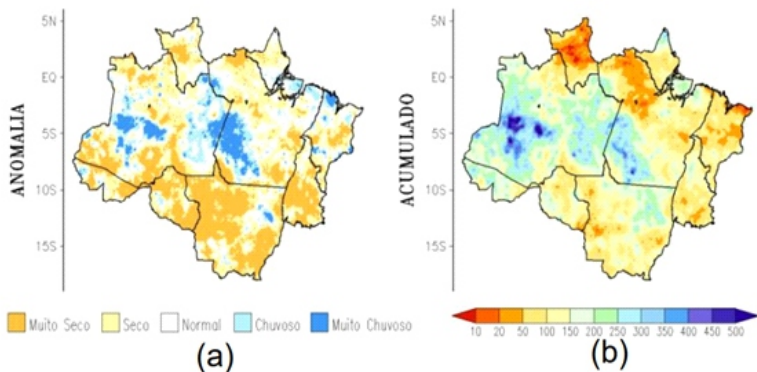 ANOMALIA
5N
EQ
5S
10S
15S
Muito Seco Seco Normal Chuvoso Muito Chuvoso
(a)
ACUMULADO
5N
EQ
5S
10S
15S
10 20 50 100 150 200 250 300 350 400 450 500
(b)